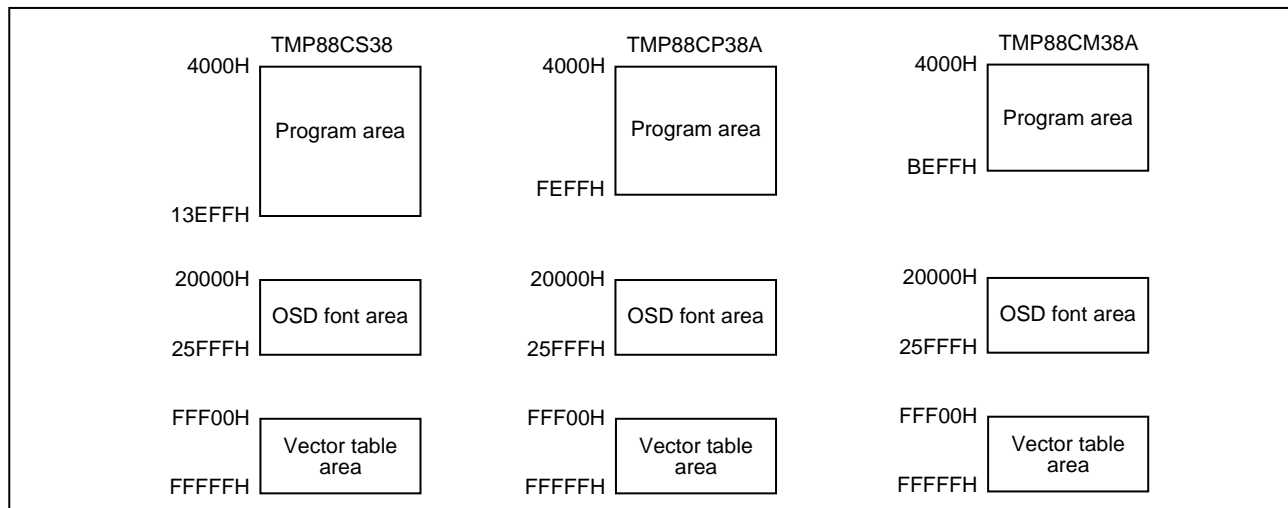 TMP88CS38
4000H
Program area
13EFFH
20000H
OSD font area
25FFFH
FFF00H
Vector table
area
FFFFFH
TMP88CP38A
4000H
Program area
FEFFH
20000H
OSD font area
25FFFH
FFF00H
Vector table
area
FFFFFH
TMP88CM38A
4000H
Program area
BEFFH
20000H
OSD font area
25FFFH
FFF00H
Vector table
area
FFFFFH